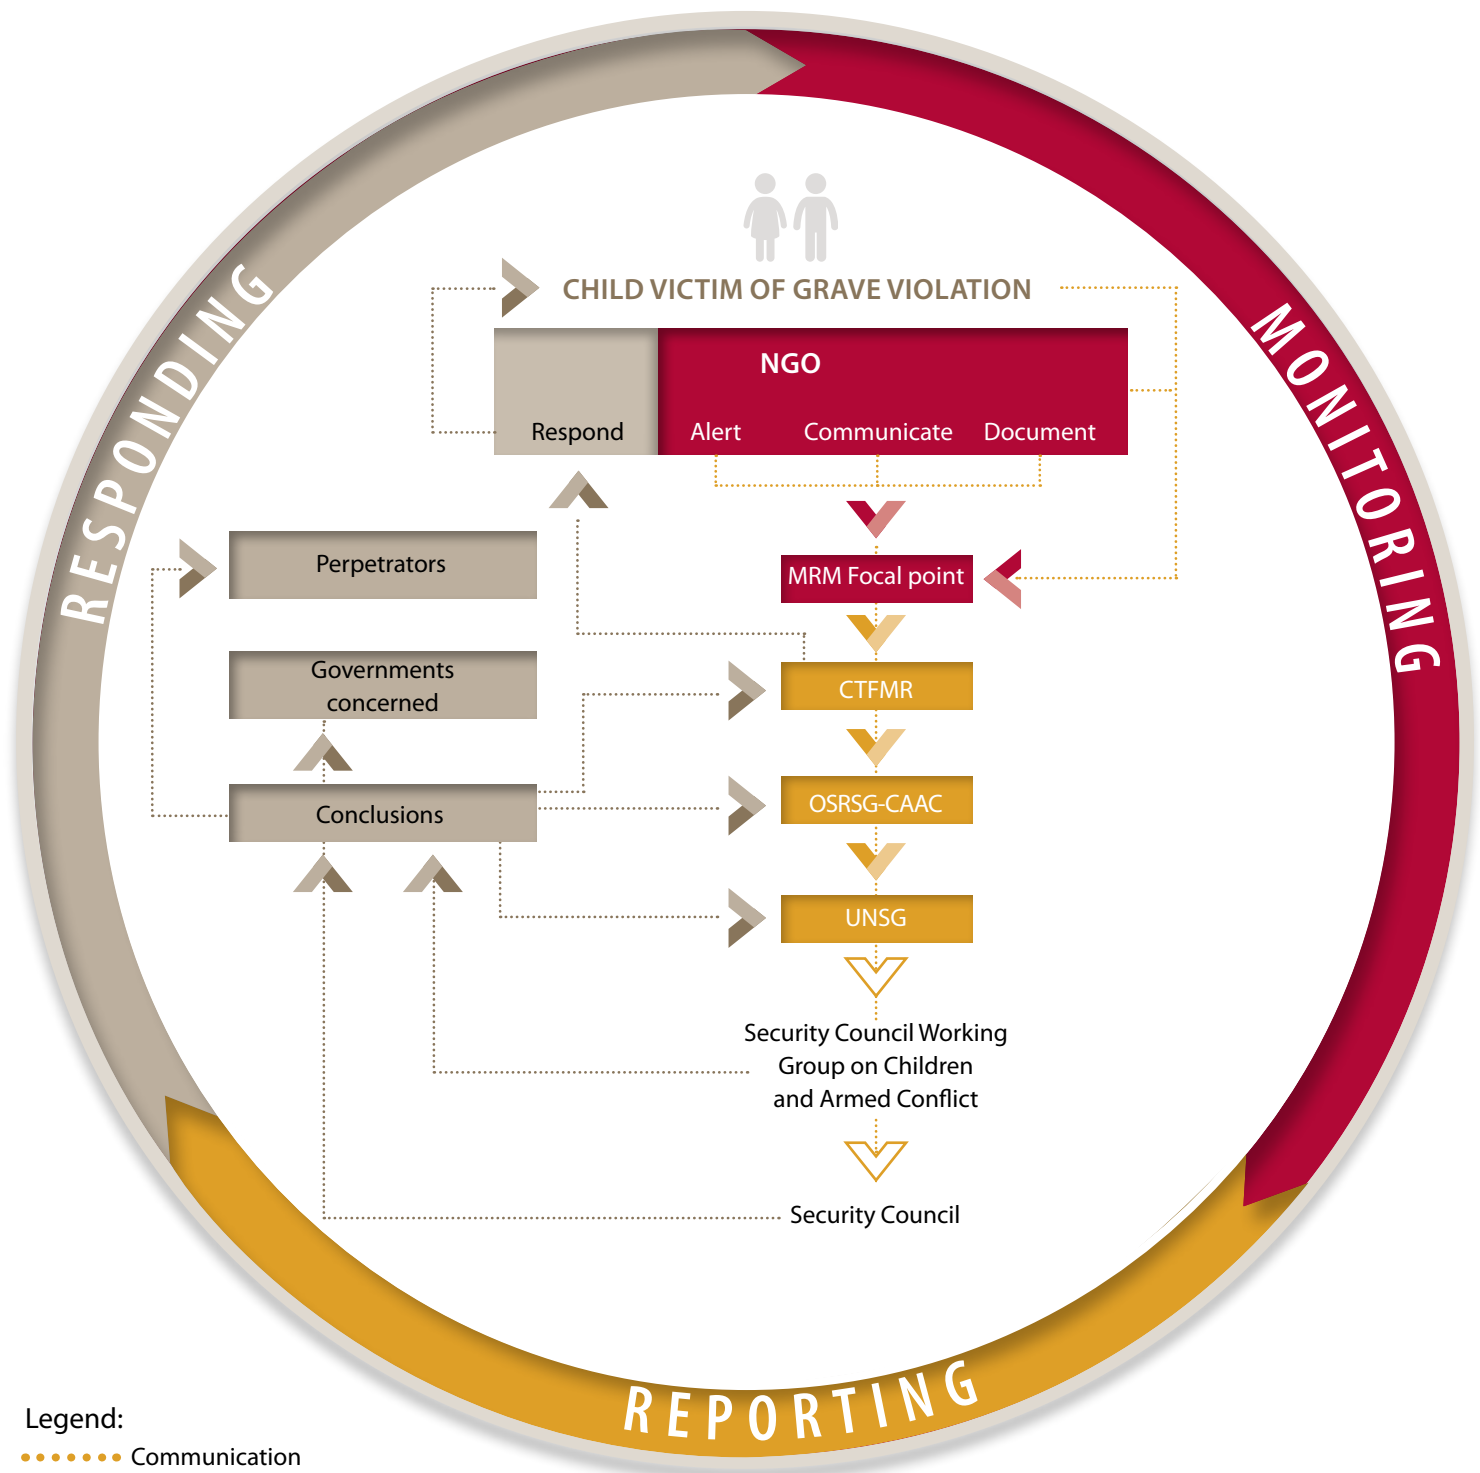 RESPONDING
MONITORING
REPORTING
CHILD VICTIM OF GRAVE VIOLATION
NGO
Respond
Alert
Communicate
Document
MRM Focal point
Perpetrators
Governments
concerned
Conclusions
CTFMR
OSRSG-CAAC
UNSG
Security Council Working
Group on Children
and Armed Conflict
Security Council
Legend:
Communication